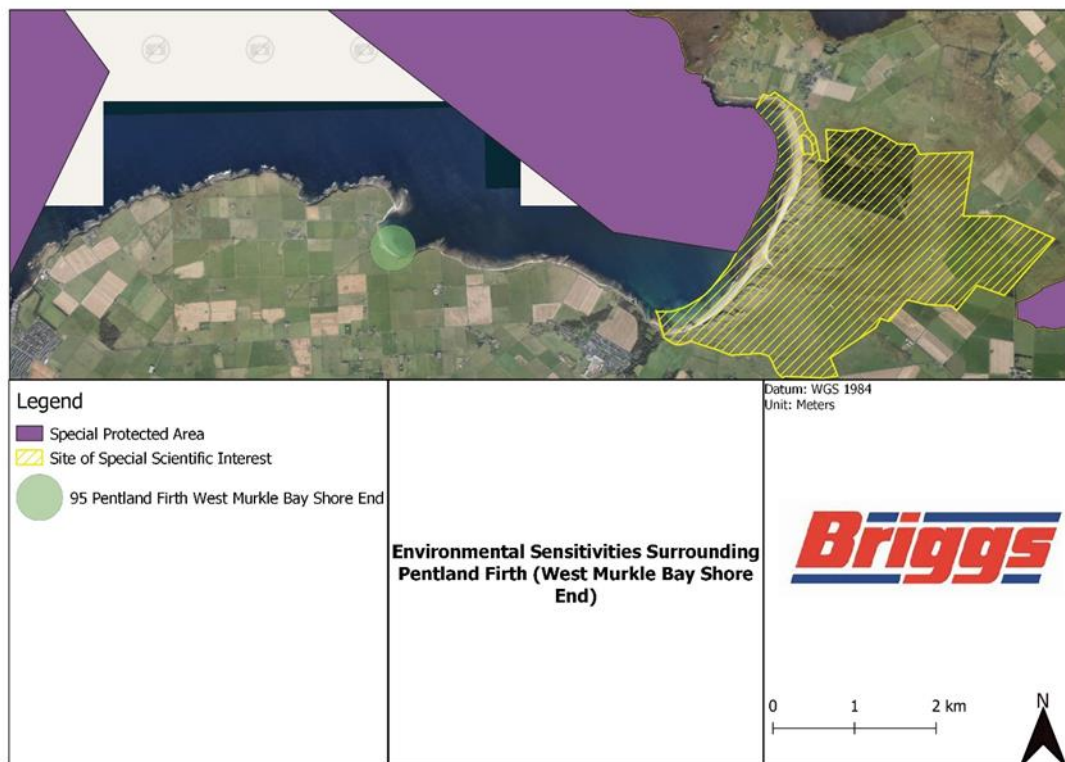 Legend
Special Protected Area
Site of Special Scientific Interest
95 Pentland Firth West Murkle Bay Shore End
Environmental Sensitivities Surrounding
Pentland Firth (West Murkle Bay Shore
End)
Datum: WGS 1984
Unit: Meters
Briggs
0 1 2 km
N